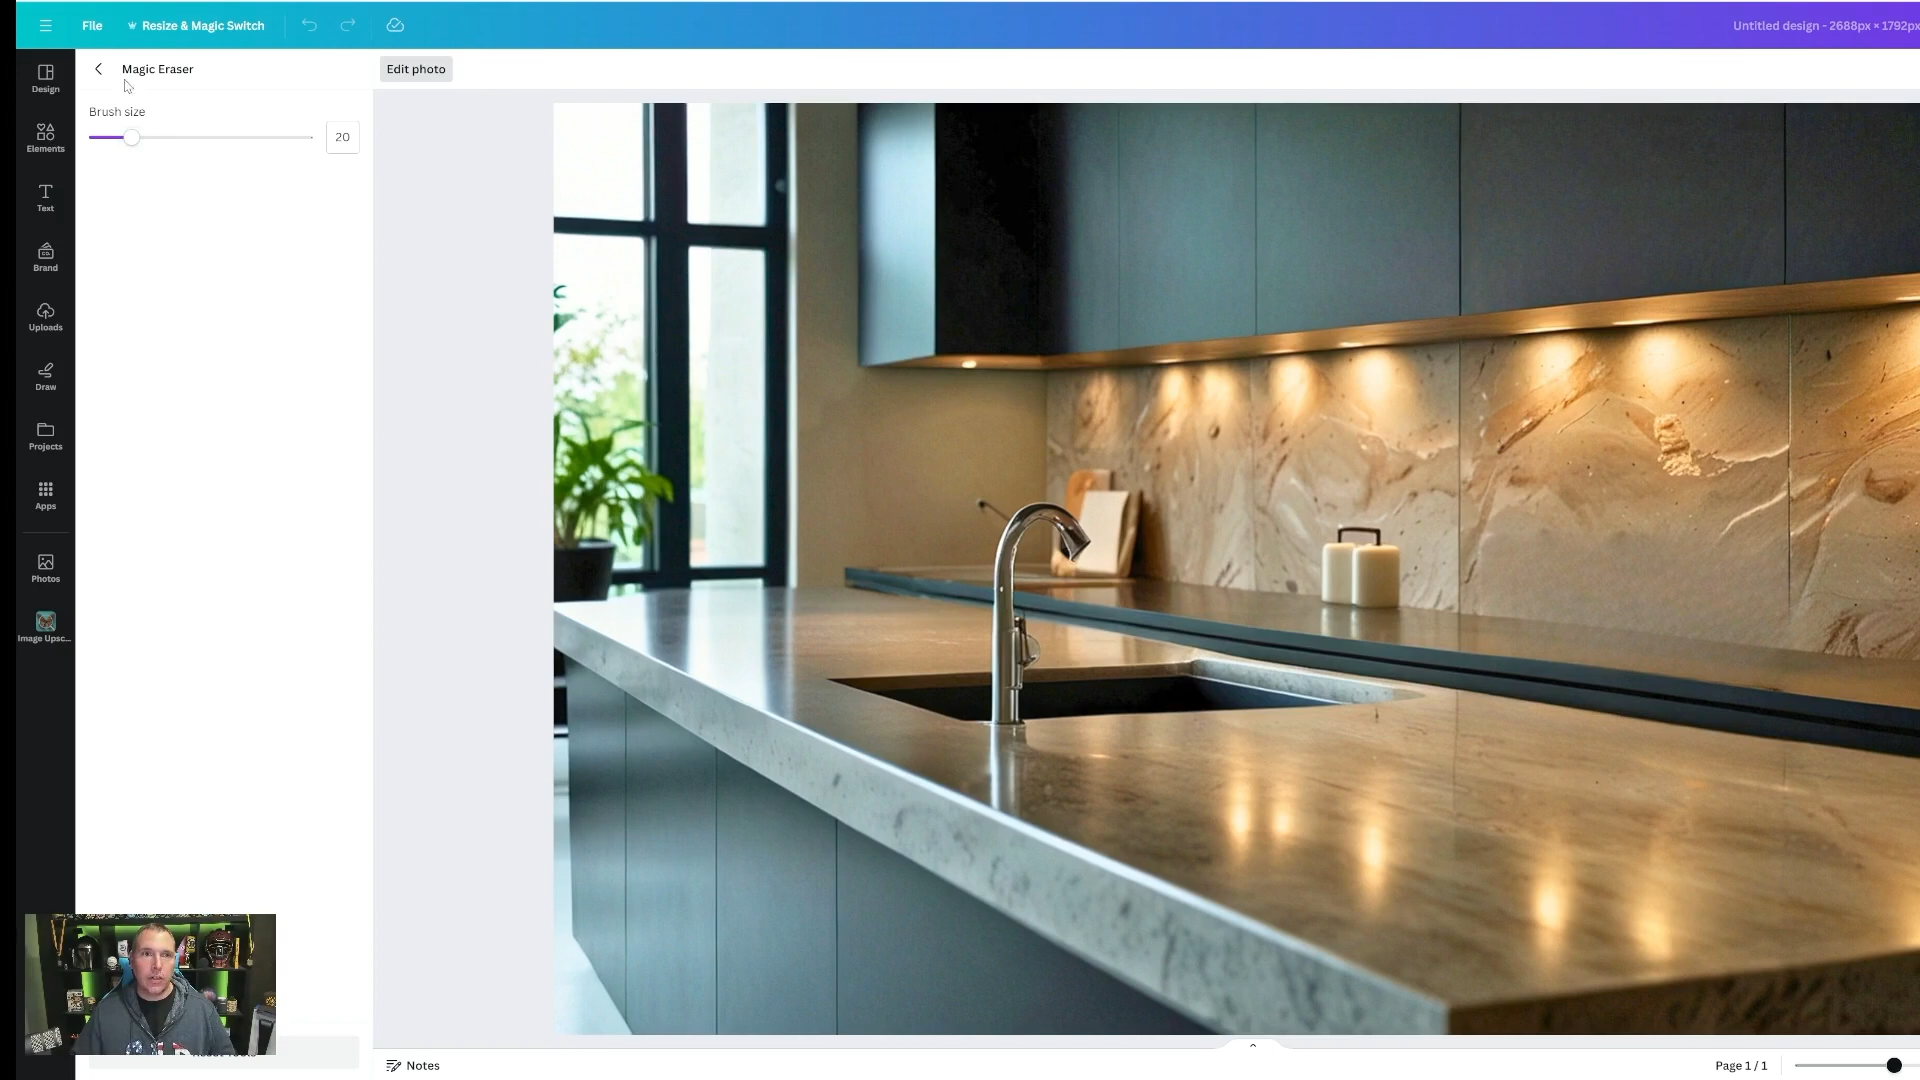 File
Resize & Magic Switch
Untitled design - 2688px × 1792px
Design
Elements
Text
Brand
Uploads
Draw
Projects
Apps
Photos
Image Upsc...
Magic Eraser
Brush size
20
Edit photo
Notes
Page 1 / 1